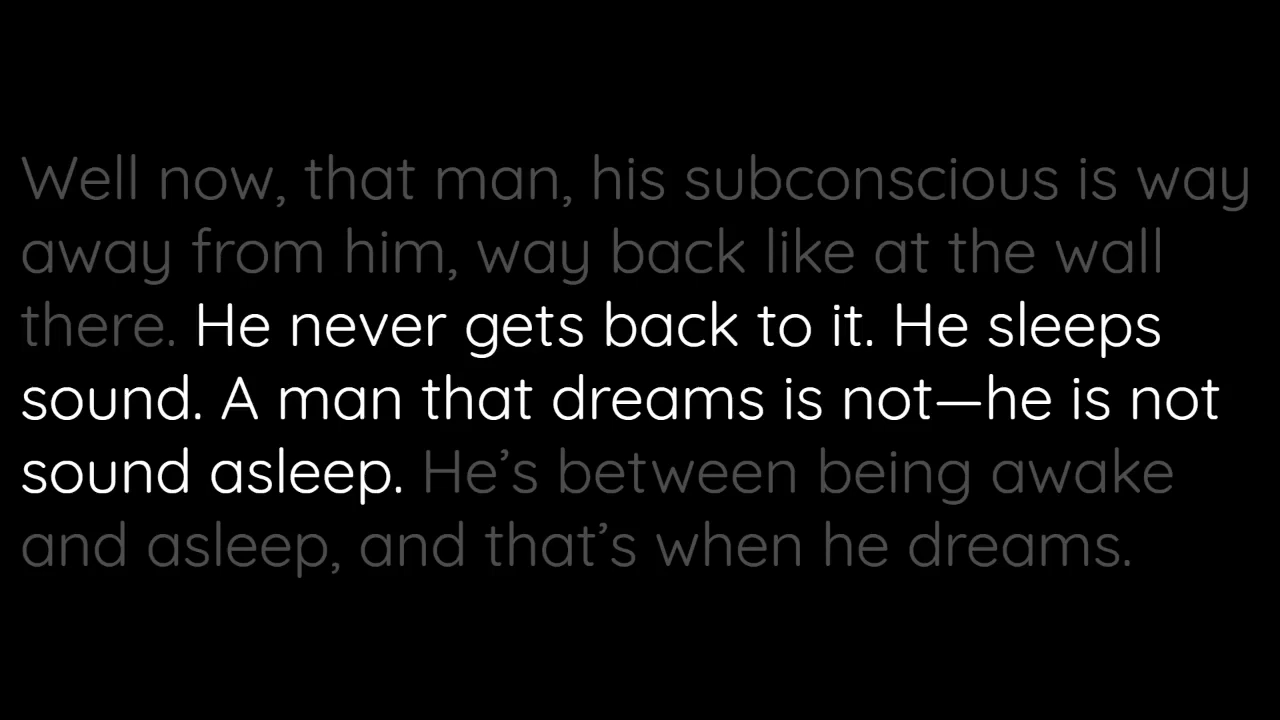 Well now, that man, his subconscious is way
away from him, way back like at the wall
there. He never gets back to it. He sleeps
sound. A man that dreams is not—he is not
sound asleep. He’s between being awake
and asleep, and that’s when he dreams.